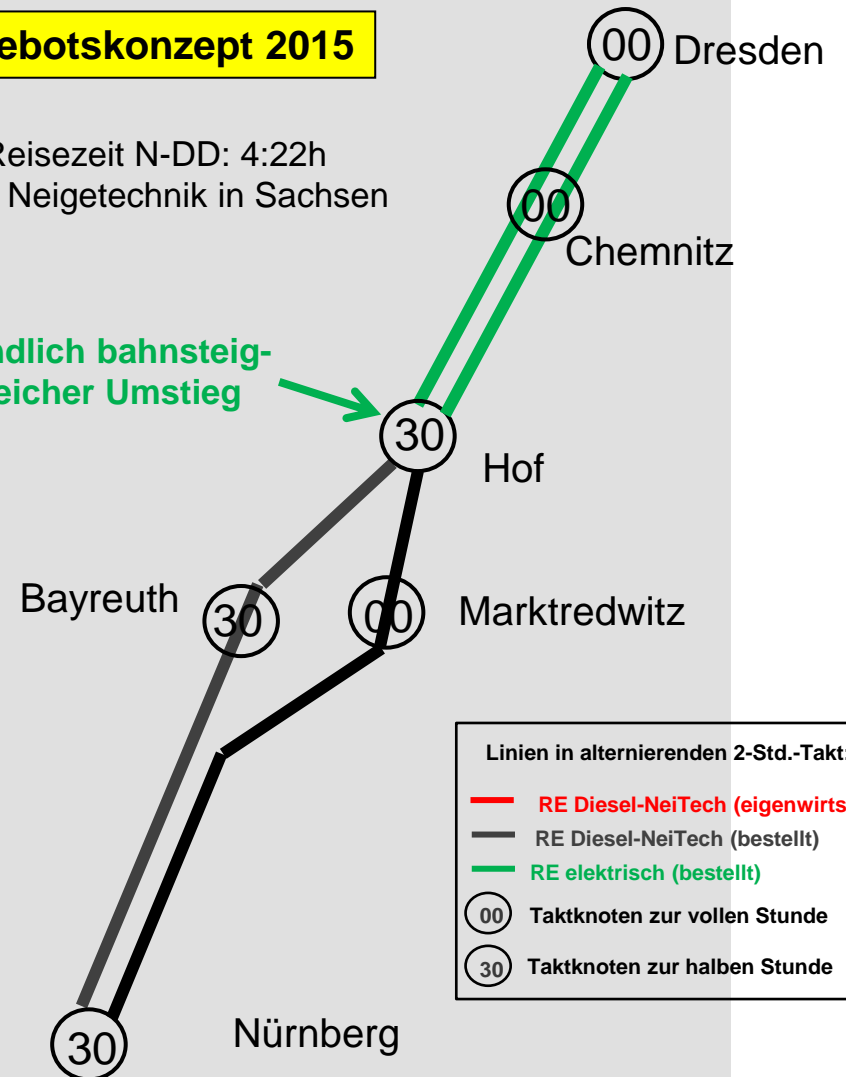 ebotskonzept 2015
00 Dresden
Reisezeit N-DD: 4:22h
Neigetechnik in Sachsen
00
Chemnitz
ndlich bahnsteig-
eicher Umstieg
30
Hof
Bayreuth
30
00
Marktredwitz
Linien in alternierenden 2-Std.-Takt:
RE Diesel-NeiTech (eigenwirts
RE Diesel-NeiTech (bestellt)
RE elektrisch (bestellt)
00 Taktknoten zur vollen Stunde
30 Taktknoten zur halben Stunde
Nürnberg
30